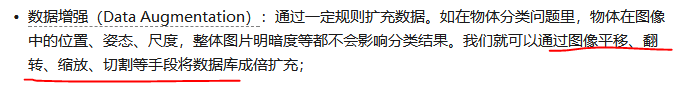 • 数据增强（Data Augmentation）：通过一定规则扩充数据。如在物体分类问题里，物体在图像
中的位置、姿态、尺度，整体图片明暗度等都不会影响分类结果。我们就可以通过图像平移、翻
转、缩放、切割等手段将数据库成倍扩充；